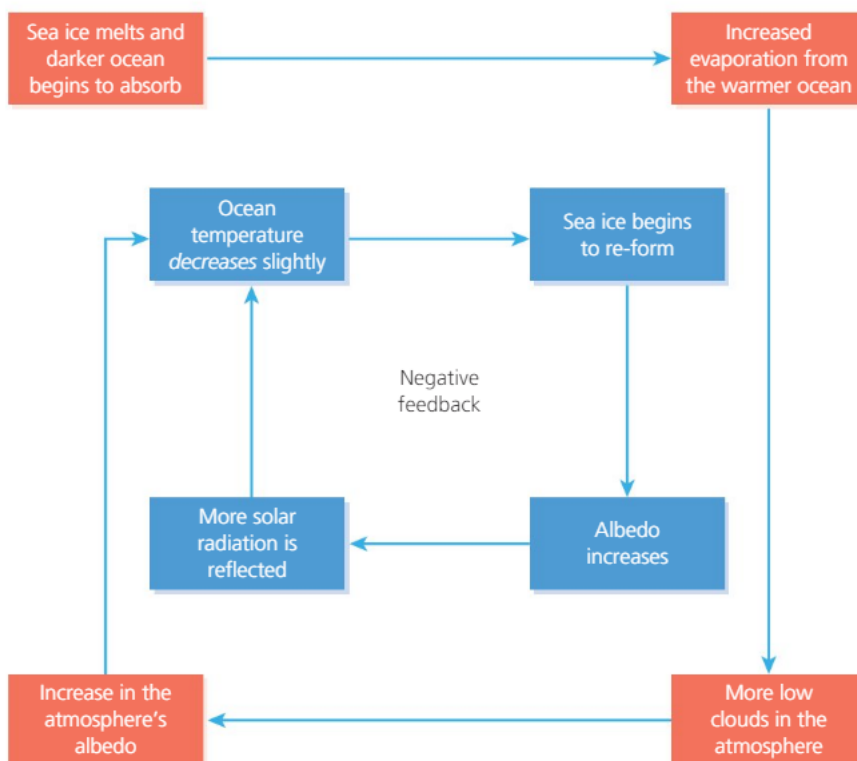 Sea ice melts and
darker ocean
begins to absorb
Increased
evaporation from
the warmer ocean
Ocean
temperature
decreases slightly
Sea ice begins
to re-form
Negative
feedback
More solar
radiation is
reflected
Albedo
increases
Increase in the
atmosphere's
albedo
More low
clouds in the
atmosphere